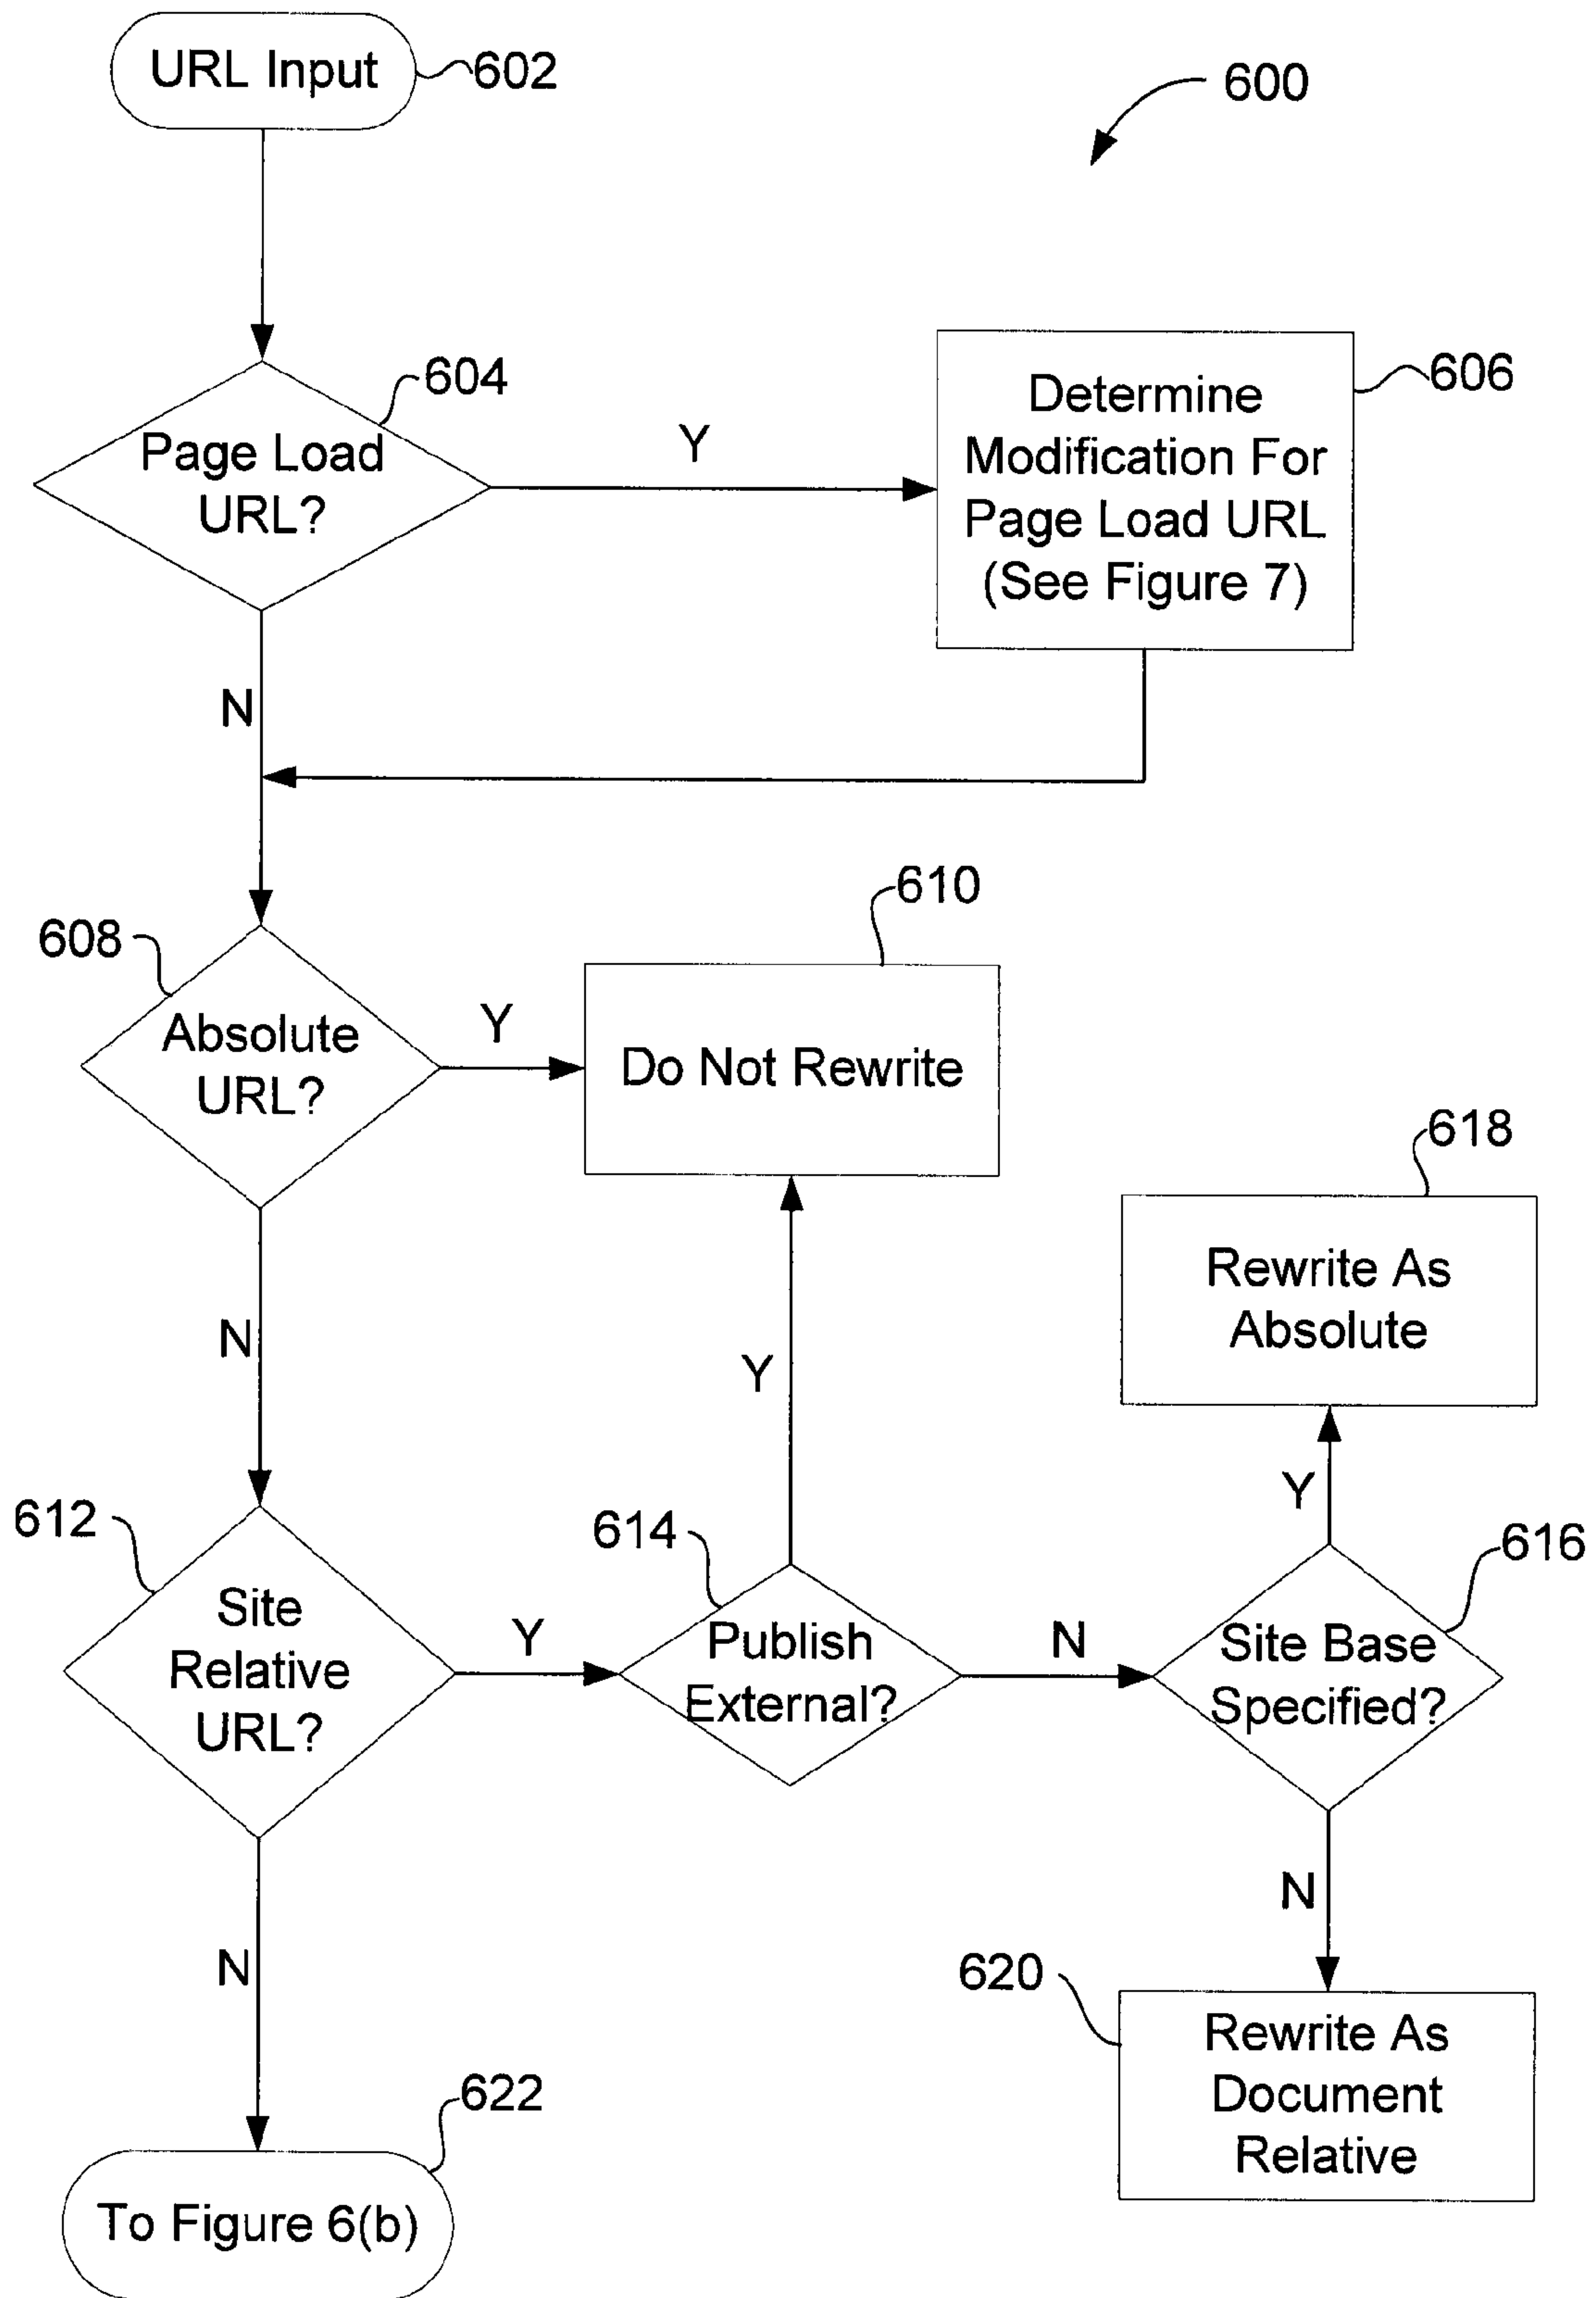 URL Input
602
600
604
Page Load
URL?
Y
606
Determine
Modification For
Page Load URL
(See Figure 7)
N
608
Absolute
URL?
Y
610
Do Not Rewrite
618
Rewrite As
Absolute
N
Y
Y
612
Site
Relative
URL?
Y
614
Publish
External?
N
616
Site Base
Specified?
N
N
620
Rewrite As
Document
Relative
622
To Figure 6(b)